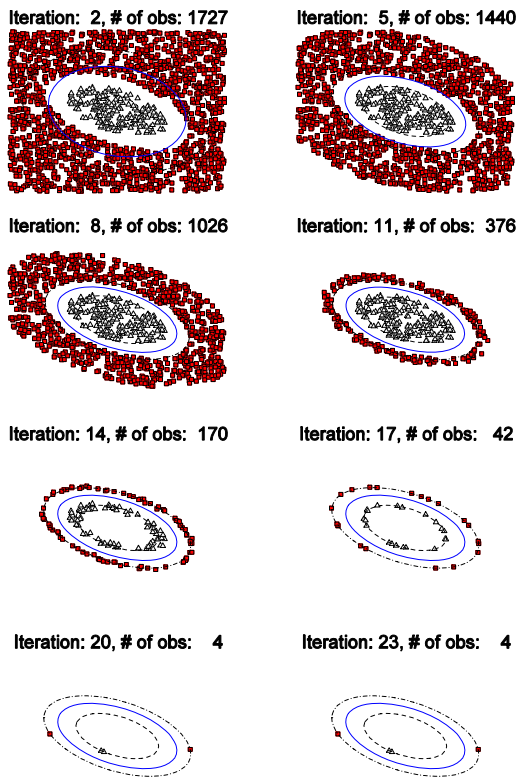 Iteration: 2, # of obs: 1727
Iteration: 5, # of obs: 1440
Iteration: 8, # of obs: 1026
Iteration: 11, # of obs: 376
Iteration: 14, # of obs: 170
Iteration: 17, # of obs: 42
Iteration: 20, # of obs: 4
Iteration: 23, # of obs: 4